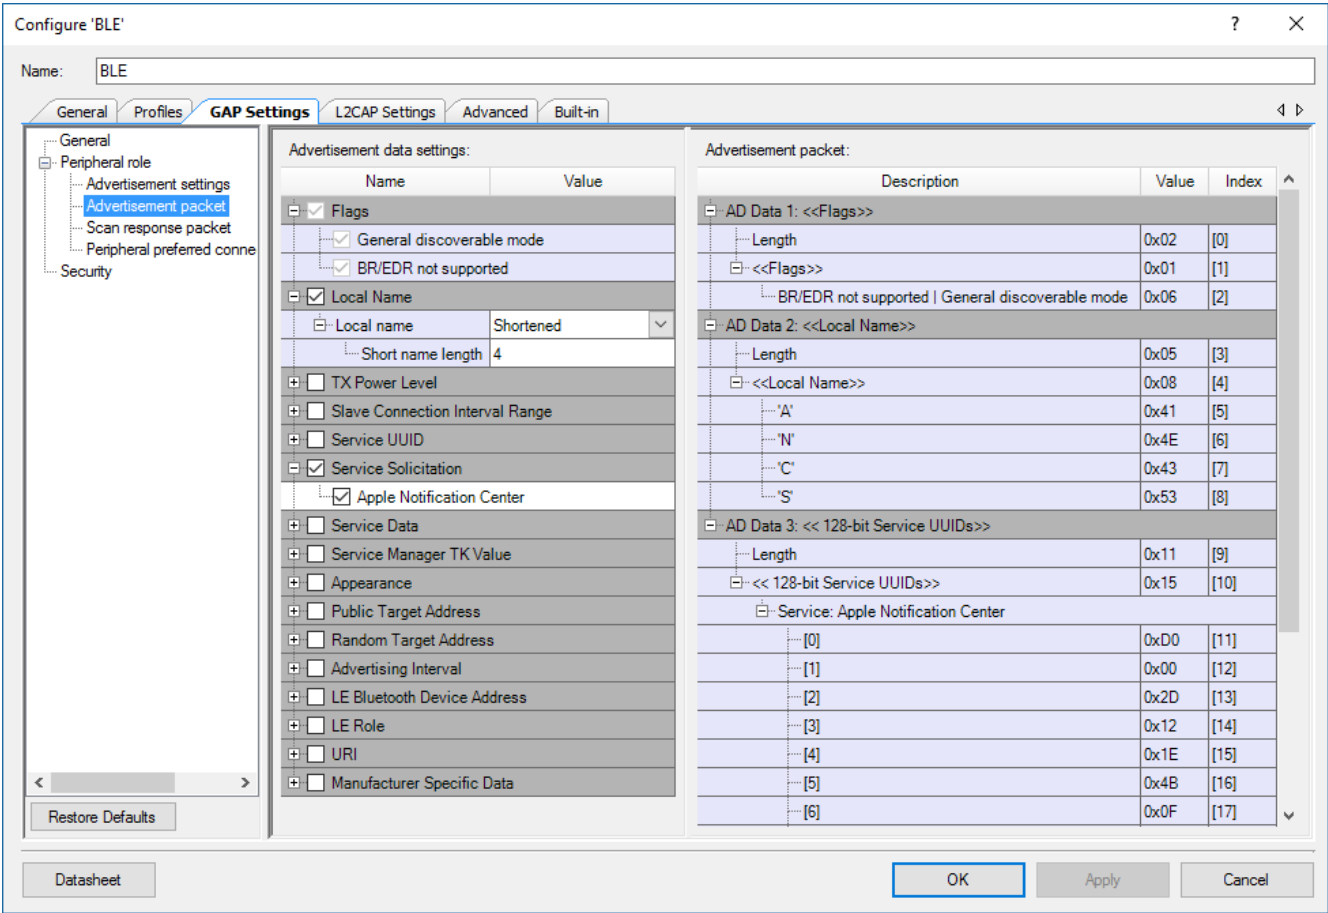 Configure 'BLE'
?
Name: BLE
General Profiles GAP Settings L2CAP Settings Advanced Built-in
General
Peripheral role
Advertisement settings
Advertisement packet
Scan response packet
Peripheral preferred conne
Security
Restore Defaults
Advertisement data settings:
Name Value
Flags
General discoverable mode
BR/EDR not supported
Local Name
Local name Shortened
Short name length 4
TX Power Level
Slave Connection Interval Range
Service UUID
Service Solicitation
Apple Notification Center
Service Data
Service Manager TK Value
Appearance
Public Target Address
Random Target Address
Advertising Interval
LE Bluetooth Device Address
LE Role
URI
Manufacturer Specific Data
Advertisement packet:
Description Value Index
AD Data 1: <<Flags>>
Length 0x02 [0]
<<Flags>> 0x01 [1]
BR/EDR not supported | General discoverable mode 0x06 [2]
AD Data 2: <<Local Name>>
Length 0x05 [3]
<<Local Name>> 0x08 [4]
'A' 0x41 [5]
'N' 0x4E [6]
'C' 0x43 [7]
'S' 0x53 [8]
AD Data 3: << 128-bit Service UUIDs>>
Length 0x11 [9]
<< 128-bit Service UUIDs>> 0x15 [10]
Service: Apple Notification Center
[0] 0xD0 [11]
[1] 0x00 [12]
[2] 0x2D [13]
[3] 0x12 [14]
[4] 0x1E [15]
[5] 0x4B [16]
[6] 0x0F [17]
Datasheet OK Apply Cancel